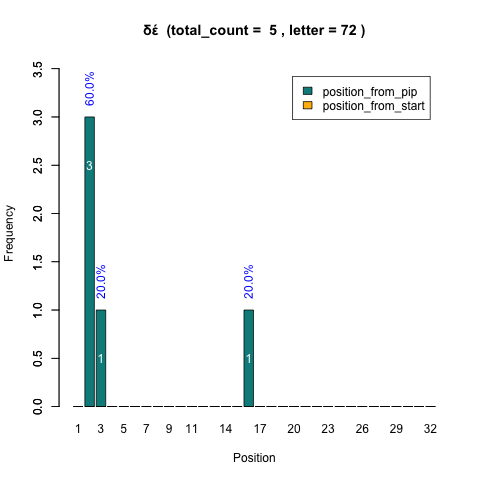 δέ (total_count = 5 , letter = 72 )
3.5
3.0
2.5
2.0
1.5
1.0
0.5
0.0
Frequency
60.0%
3
20.0%
1
20.0%
1
position_from_pip
position_from_start
1 3 5 7 9 11 14 17 20 23 26 29 32
Position